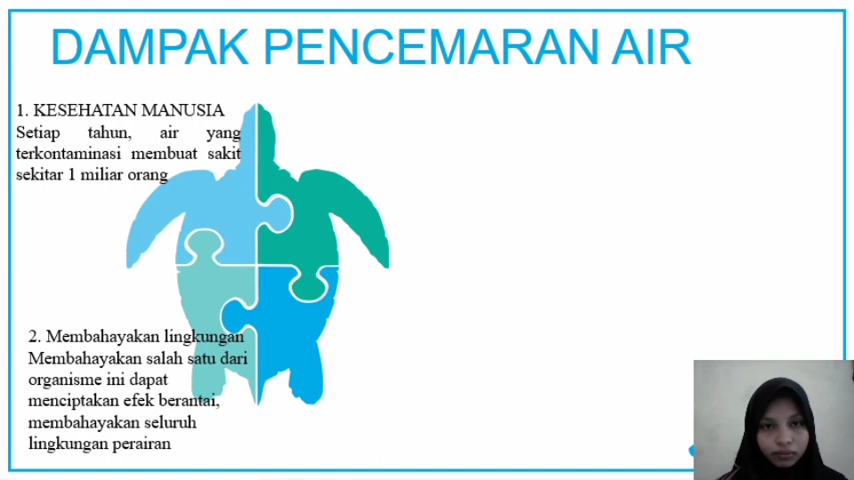 DAMPAK PENCEMARAN AIR
1. KESEHATAN MANUSIA
Setiap tahun, air yang
terkontaminasi membuat sakit
sekitar 1 miliar orang
2. Membahayakan lingkungan
Membahayakan salah satu dari
organisme ini dapat
menciptakan efek berantai,
membahayakan seluruh
lingkungan perairan